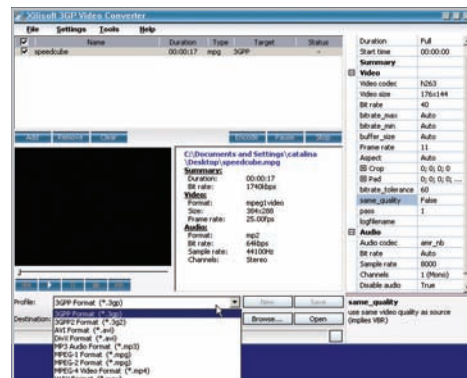 Xilisoft 3GP Video Converter
File Settings Tools Help
Name Duration Type Target Status
speedcube 00:00:17 mpg 3GPP -
Add Remove Clear Encode Pause Stop
C:\Documents and Settings\catalina
\Desktop\speedcube.mpg
Summary:
Duration: 00:00:17
Bit rate: 1740kbps
Video:
Format: mpeg1video
Size: 384x288
Frame rate: 25.00fps
Audio:
Format: mp2
Bit rate: 64kbps
Sample rate: 44100Hz
Channels: Stereo
Profile: 3GPP Format (*.3gp) New Save
Destination: Browse... Open
3GPP Format (*.3gp)
3GPP2 Format (*.3g2)
AVI Format (*.avi)
DivX Format (*.avi)
MP3 Audio Format (*.mp3)
MPEG-1 Format (*.mpg)
MPEG-2 Format (*.mpg)
MPEG-4 Video Format (*.mp4)
Duration Full
Start time 00:00:00
Summary
Video
Video codec h263
Video size 176x144
Bit rate 40
bitrate_max Auto
bitrate_min Auto
buffer_size Auto
Frame rate 11
Aspect Auto
Crop 0; 0; 0; 0
Pad 0; 0; 0; 0; ...
bitrate_tolerance 60
same_quality False
pass 1
logfilename
Audio
Audio codec amr_nb
Bit rate Auto
Sample rate 8000
Channels 1 (Mono)
Disable audio True
same_quality
use same video quality as source
(implies VBR)